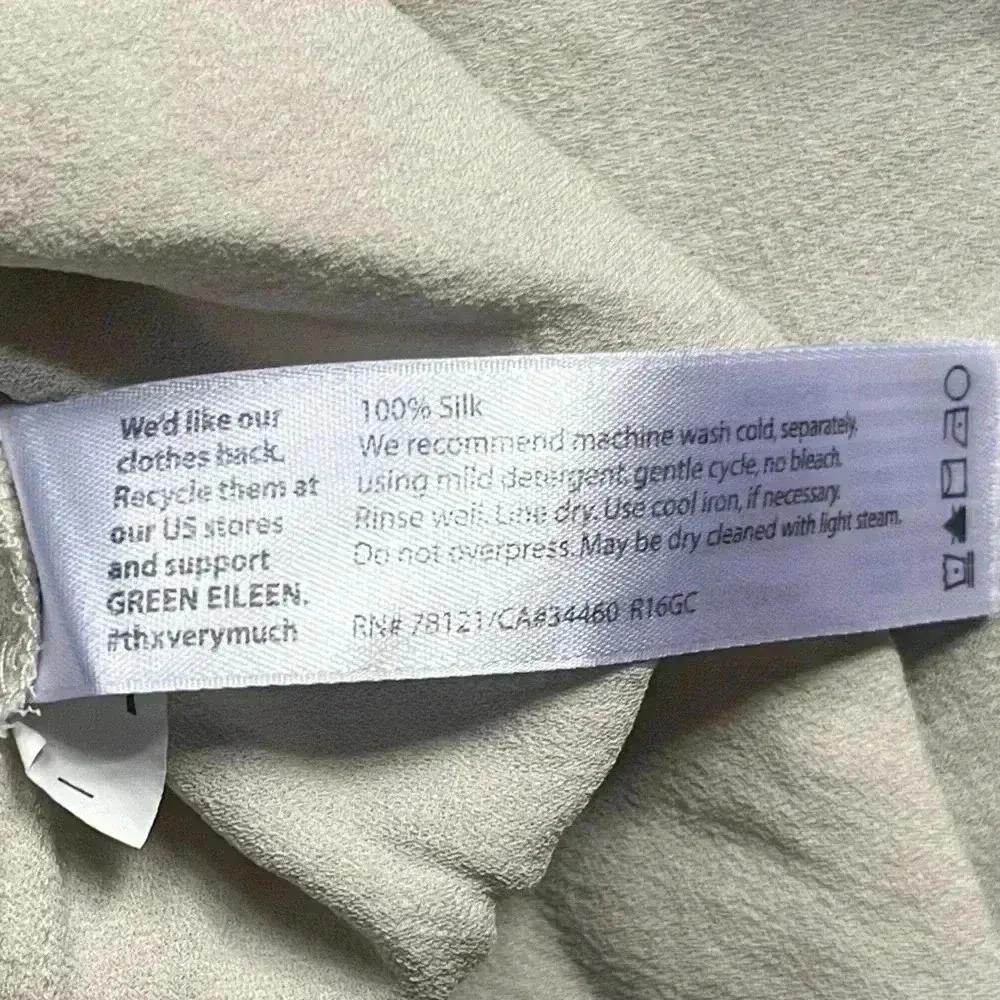 We'd like our
clothes back.
Recycle them at
our US stores
and support
GREEN EILEEN.
#thxverymuch
100% Silk
We recommend machine wash cold, separately,
using mild detergent, gentle cycle, no bleach.
Rinse well. Line dry. Use cool iron, if necessary.
Do not overpress. May be dry cleaned with light steam.
RN# 78121/CA#34460 R16GC